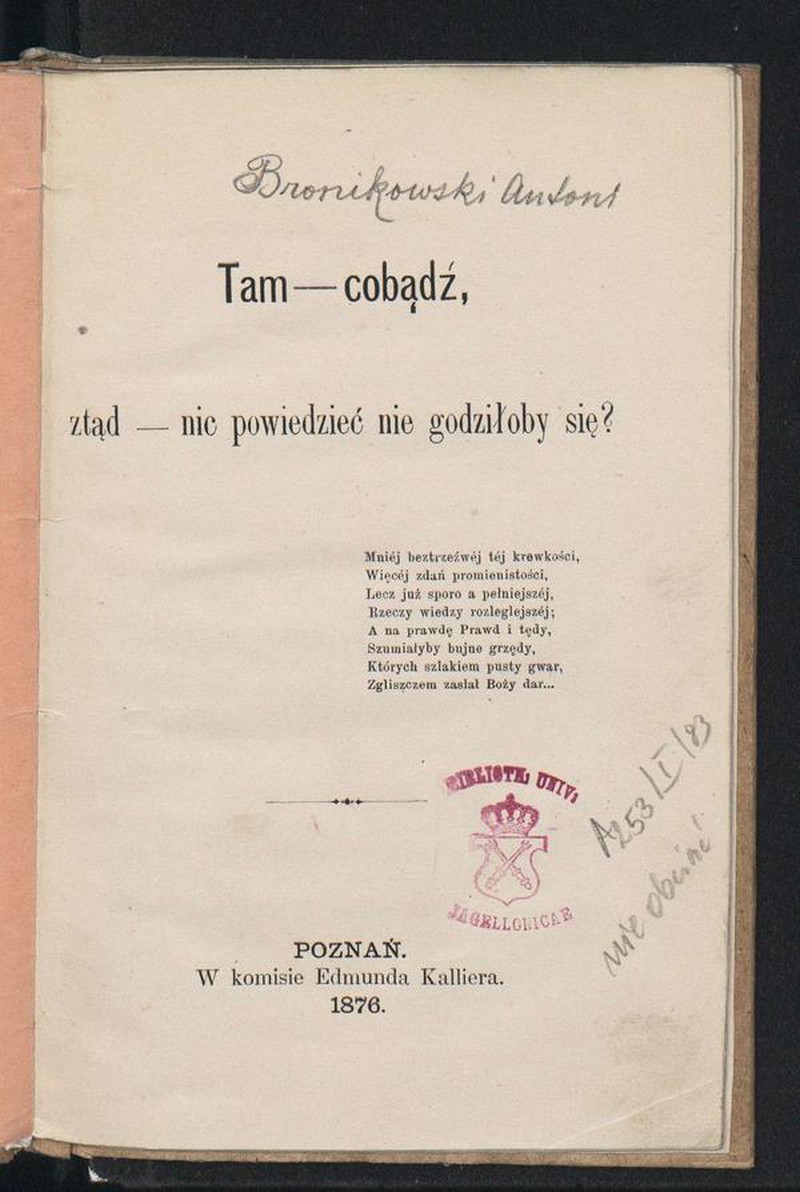 Bronikowski Antoni
Tam — cobądź,
ztąd — nic powiedzieć nie godziłoby się?
Mniéj beztrzeźwéj téj krewkości,
Więcéj zdań promienistości,
Lecz już sporo a pełniejszéj,
Rzeczy wiedzy rozleglejszéj;
A na prawdę Prawd i tędy,
Szumiałyby bujne grzędy,
Których szlakiem pusty gwar,
Zgliszczem zasłał Boży dar...
BIBLIOTH. UNIV.
JAGELLONICAE
A253/I/83
nie obciąć
POZNAŃ.
W komisie Edmunda Kalliera.
1876.